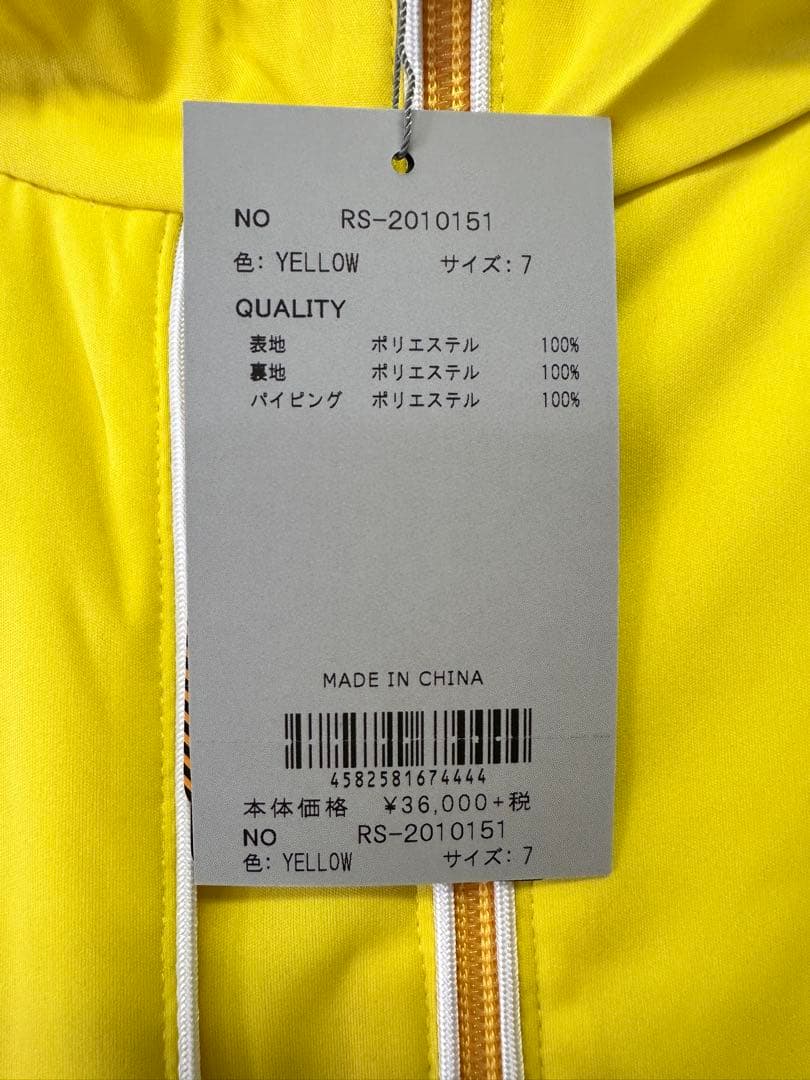 NO RS-2010151
色: YELLOW サイズ: 7
QUALITY
表地 ポリエステル 100%
裏地 ポリエステル 100%
パイピング ポリエステル 100%
MADE IN CHINA
4582581674444
本体価格 ¥36,000+税
NO RS-2010151
色: YELLOW サイズ: 7